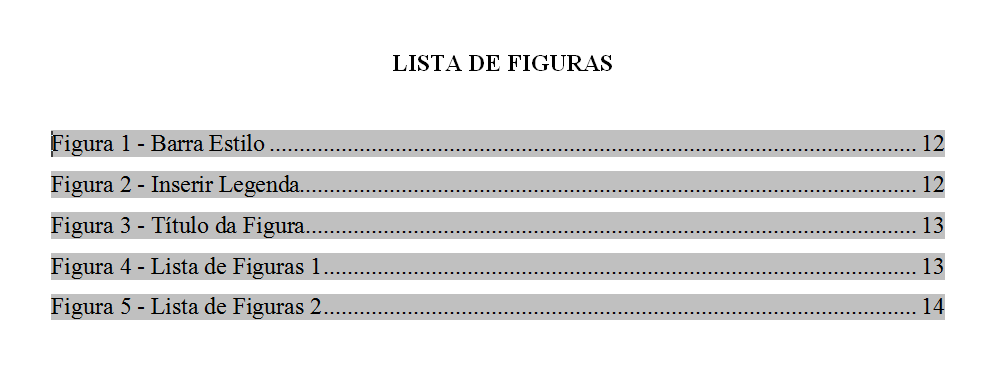 LISTA DE FIGURAS
Figura 1 - Barra Estilo ............................................................................................................. 12
Figura 2 - Inserir Legenda........................................................................................................ 12
Figura 3 - Título da Figura....................................................................................................... 13
Figura 4 - Lista de Figuras 1.................................................................................................... 13
Figura 5 - Lista de Figuras 2.................................................................................................... 14